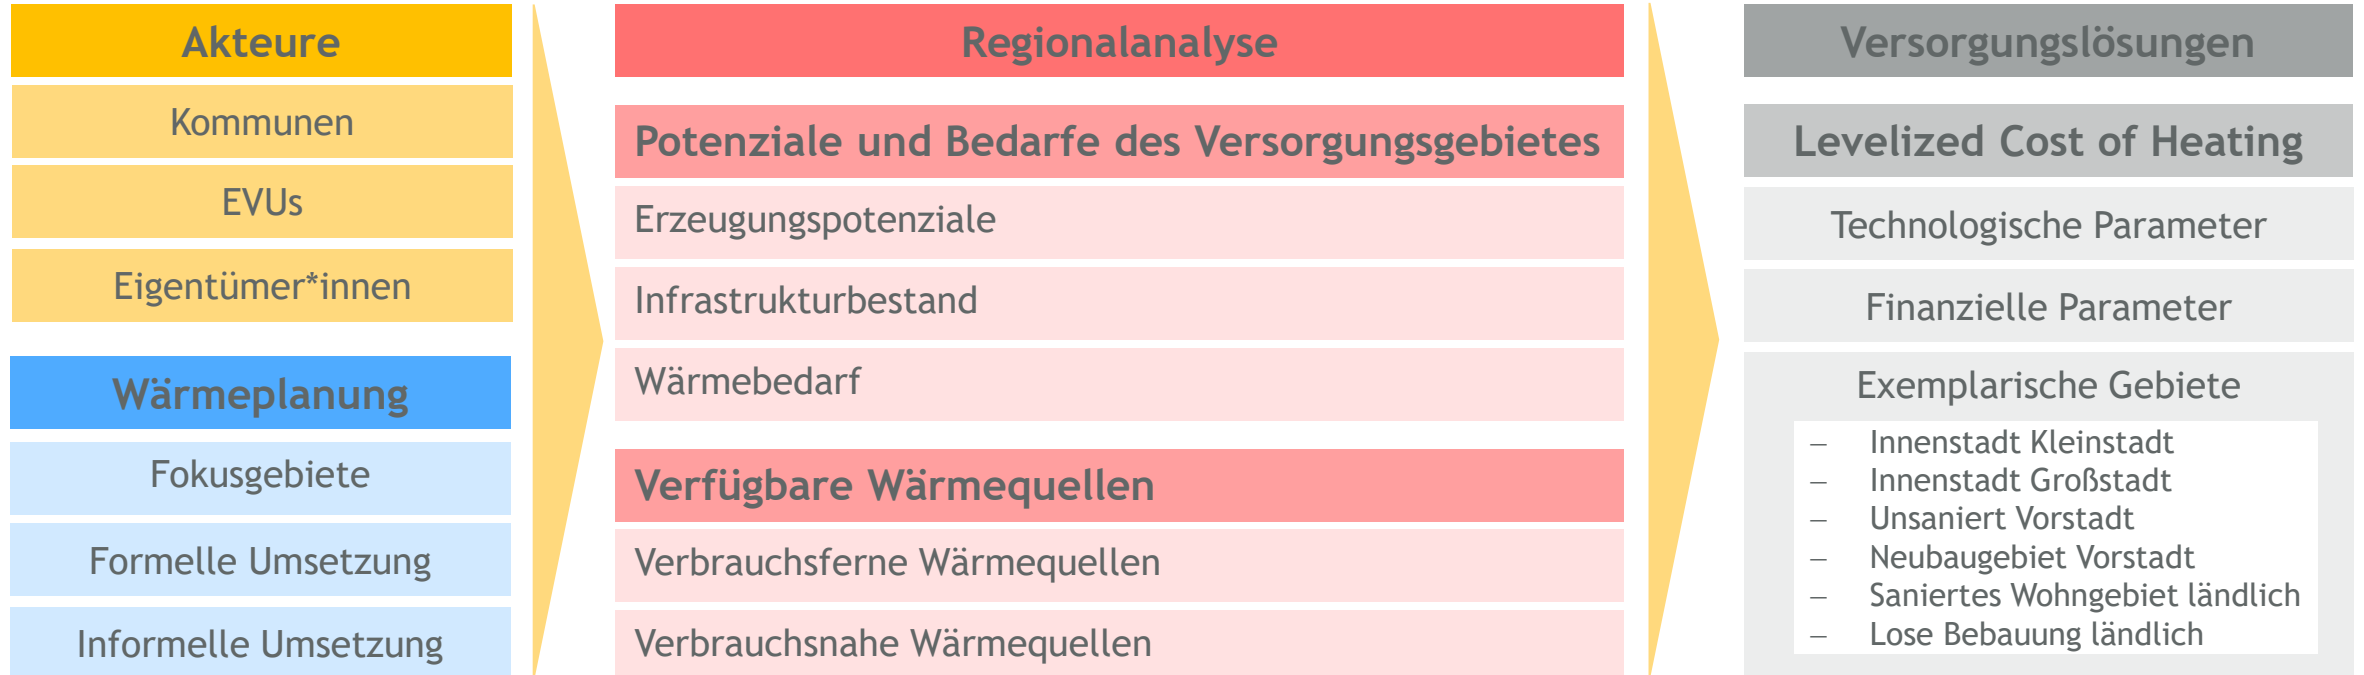 Akteure
Kommunen
EVUs
Eigentümer*innen
Wärmeplanung
Fokusgebiete
Formelle Umsetzung
Informelle Umsetzung
Regionalanalyse
Potenziale und Bedarfe des Versorgungsgebietes
Erzeugungspotenziale
Infrastrukturbestand
Wärmebedarf
Verfügbare Wärmequellen
Verbrauchsferne Wärmequellen
Verbrauchsnahe Wärmequellen
Versorgungslösungen
Levelized Cost of Heating
Technologische Parameter
Finanzielle Parameter
Exemplarische Gebiete
– Innenstadt Kleinstadt
– Innenstadt Großstadt
– Unsaniert Vorstadt
– Neubaugebiet Vorstadt
– Saniertes Wohngebiet ländlich
– Lose Bebauung ländlich